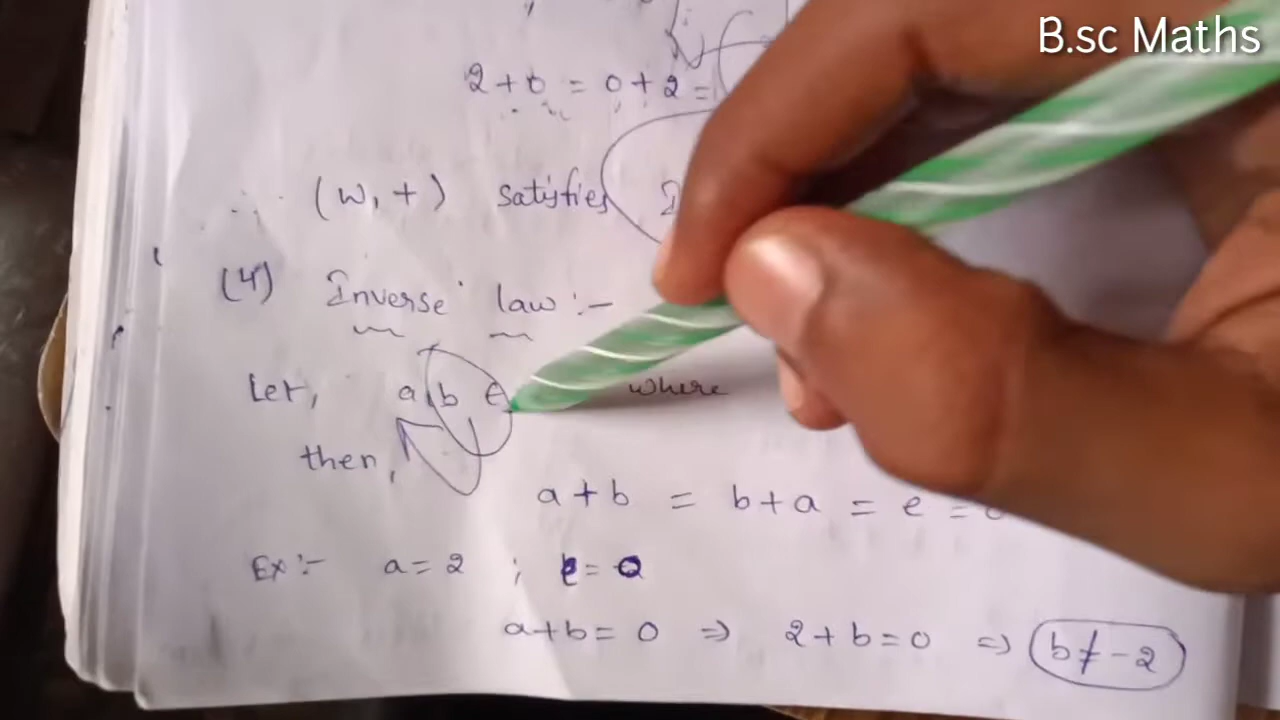 B.sc Maths
2 + 0 = 0 + 2 =
∴ (W, +) satisfies
(4) Inverse law :-
Let, a, b ∈ where
then,
a + b = b + a = e = 0
Ex :- a = 2 ; e = 0
a + b = 0 ⇒ 2 + b = 0 ⇒ b ≠ -2